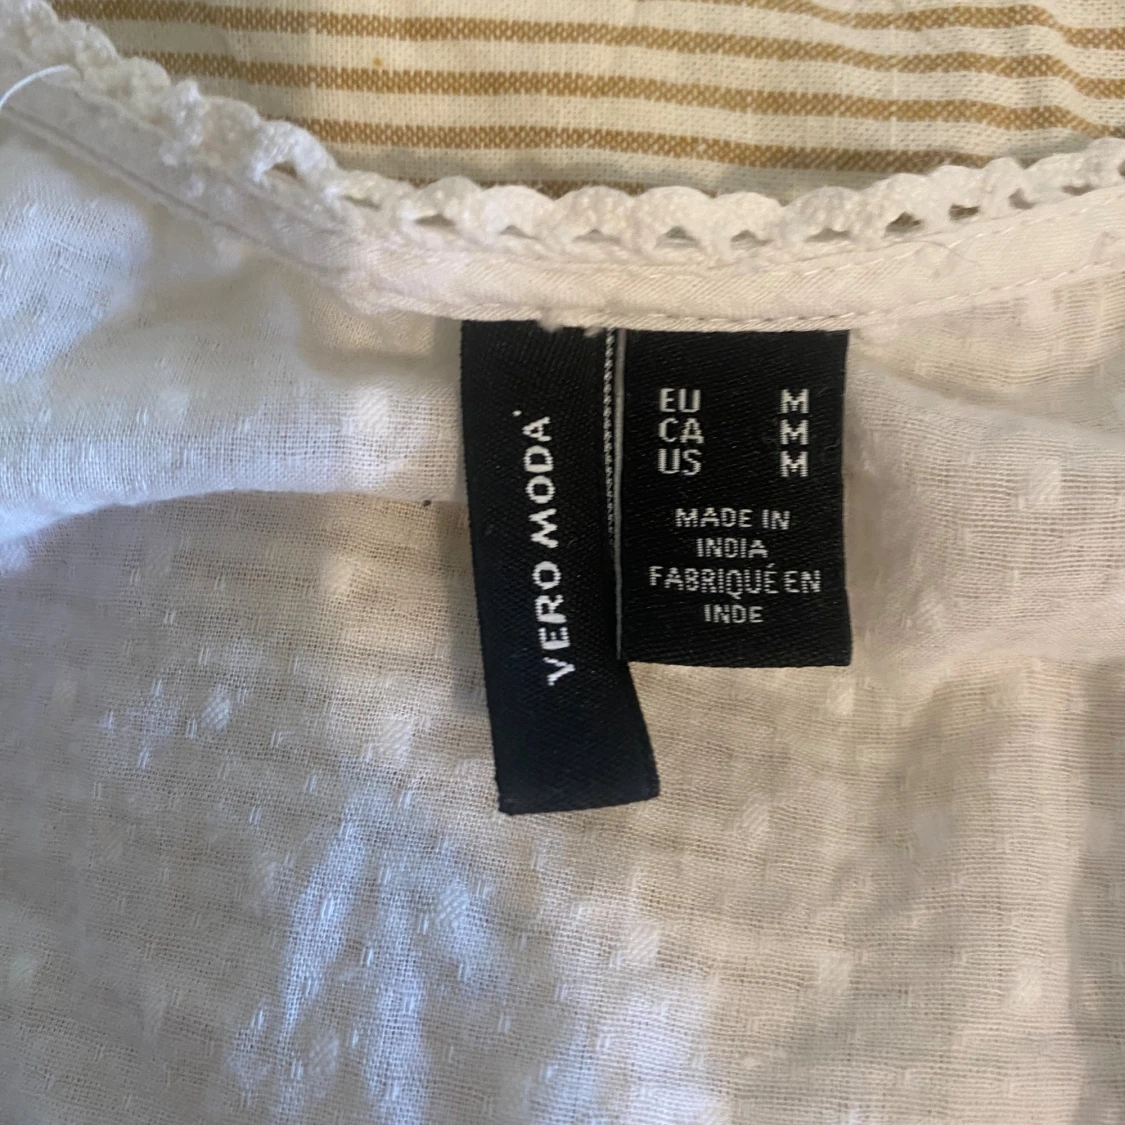 VERO MODA
EU M
CA M
US M
MADE IN
INDIA
FABRIQUÉ EN
INDE